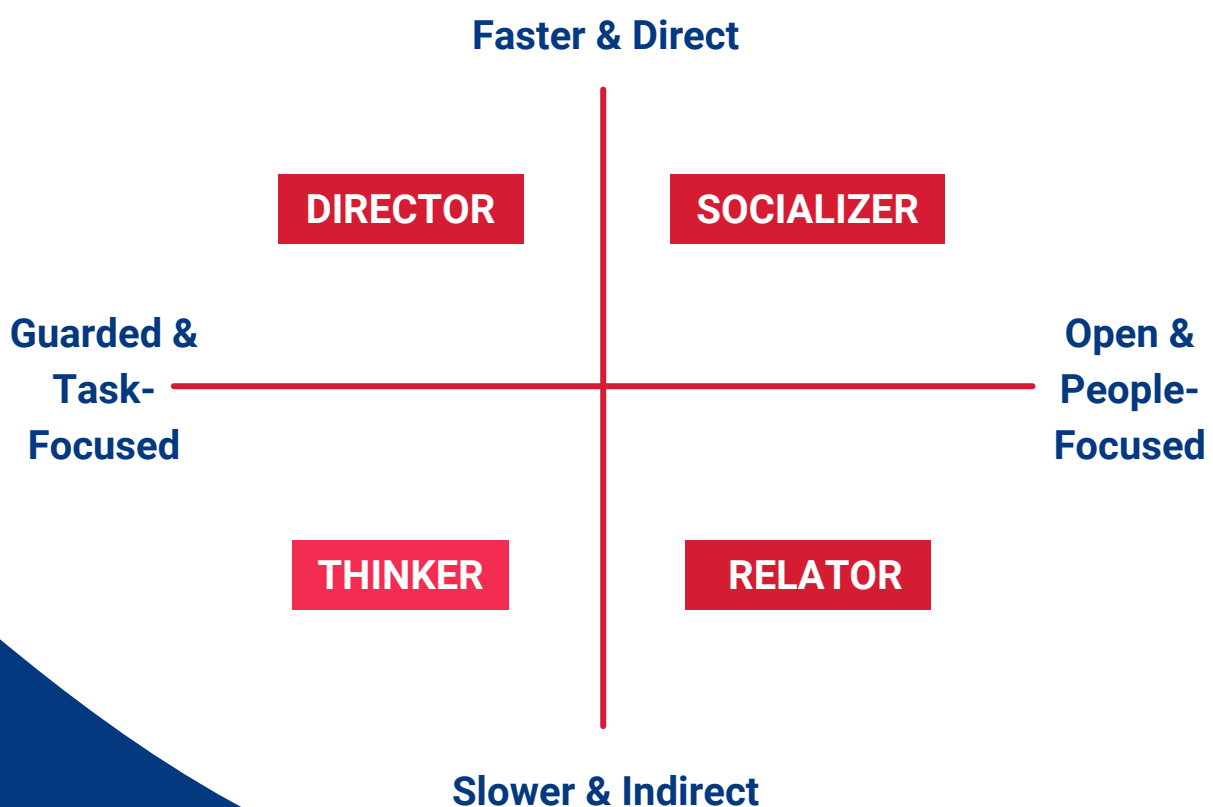 Faster & Direct
DIRECTOR
SOCIALIZER
Guarded &
Task-
Focused
Open &
People-
Focused
THINKER
RELATOR
Slower & Indirect